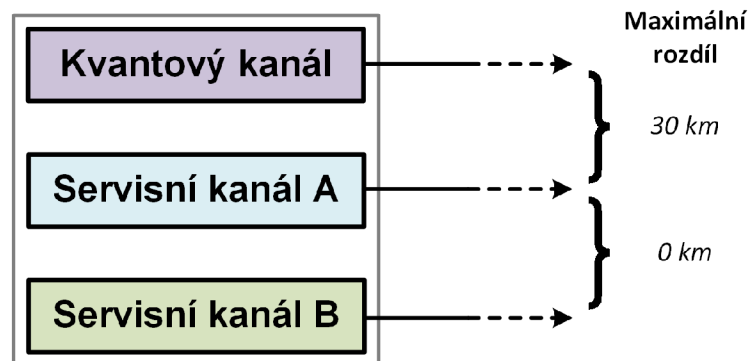 Maximální
rozdíl
Kvantový kanál
30 km
Servisní kanál A
0 km
Servisní kanál B